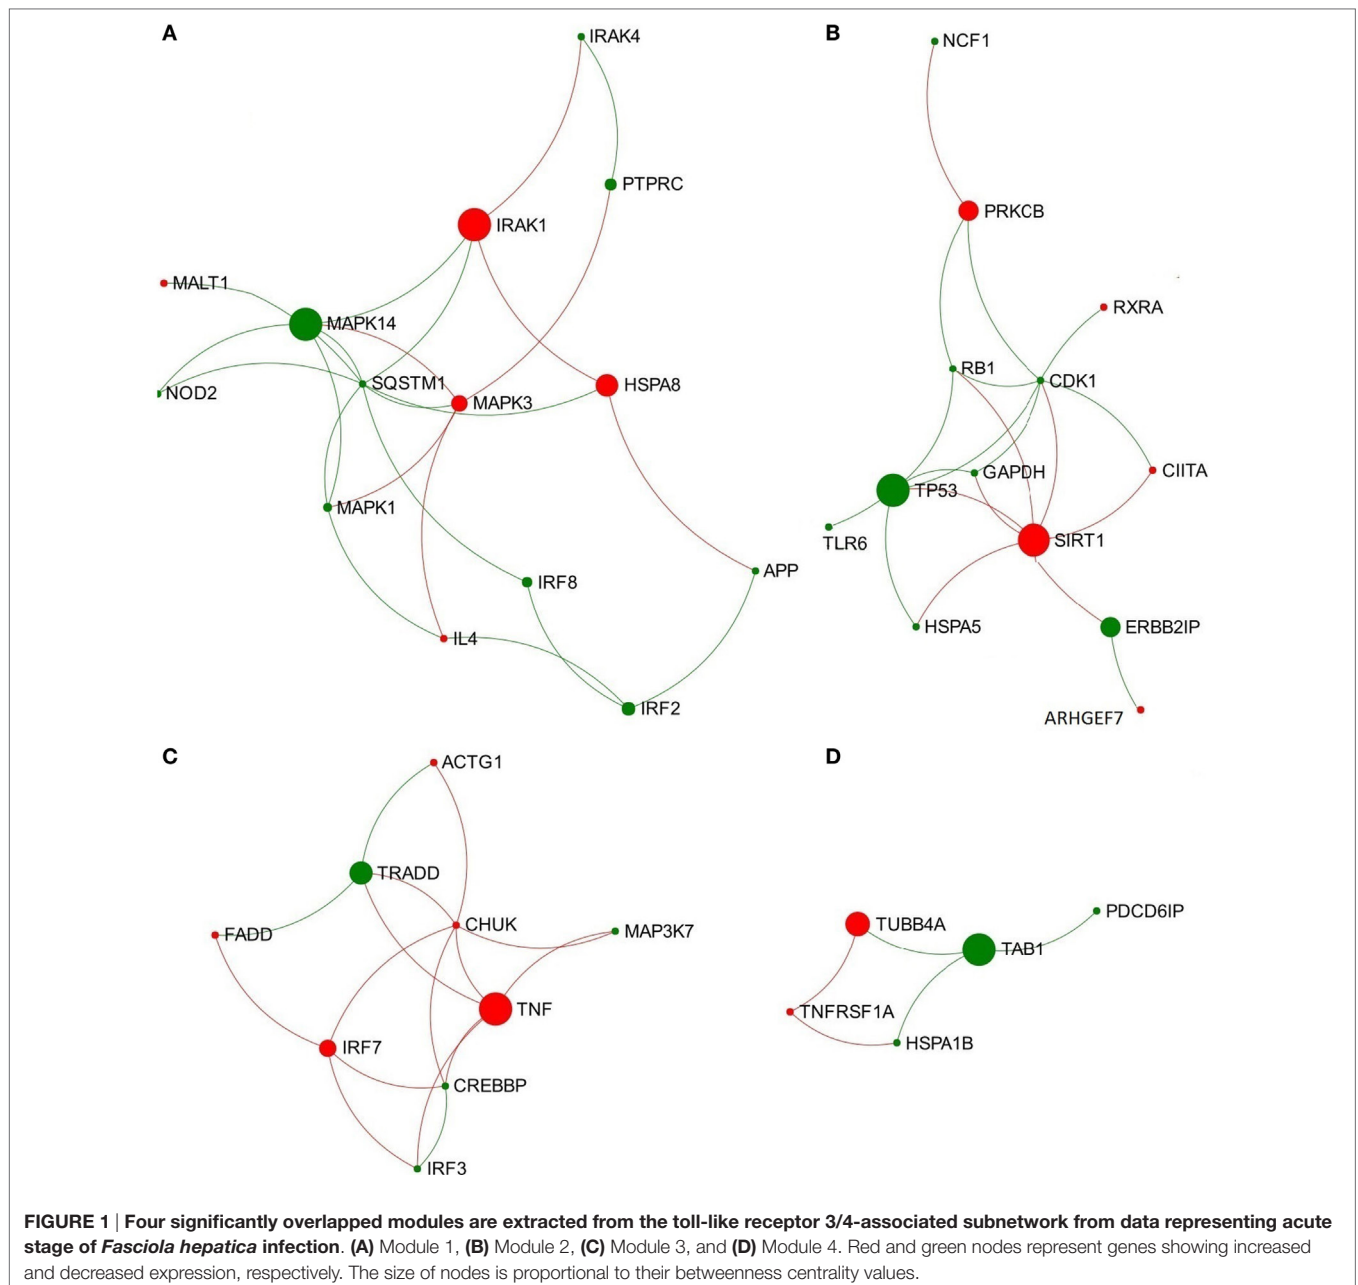 A
IRAK4
PTPRC
IRAK1
MALT1
MAPK14
SQSTM1
NOD2
MAPK3
HSPA8
MAPK1
IRF8
APP
IL4
IRF2
B
NCF1
PRKCB
RXRA
RB1
CDK1
GAPDH
CIITA
TP53
TLR6
SIRT1
HSPA5
ERBB2IP
ARHGEF7
C
ACTG1
TRADD
CHUK
FADD
MAP3K7
TNF
IRF7
CREBBP
IRF3
D
PDCD6IP
TUBB4A
TAB1
TNFRSF1A
HSPA1B
FIGURE 1 | Four significantly overlapped modules are extracted from the toll-like receptor 3/4-associated subnetwork from data representing acute
stage of Fasciola hepatica infection. (A) Module 1, (B) Module 2, (C) Module 3, and (D) Module 4. Red and green nodes represent genes showing increased
and decreased expression, respectively. The size of nodes is proportional to their betweenness centrality values.